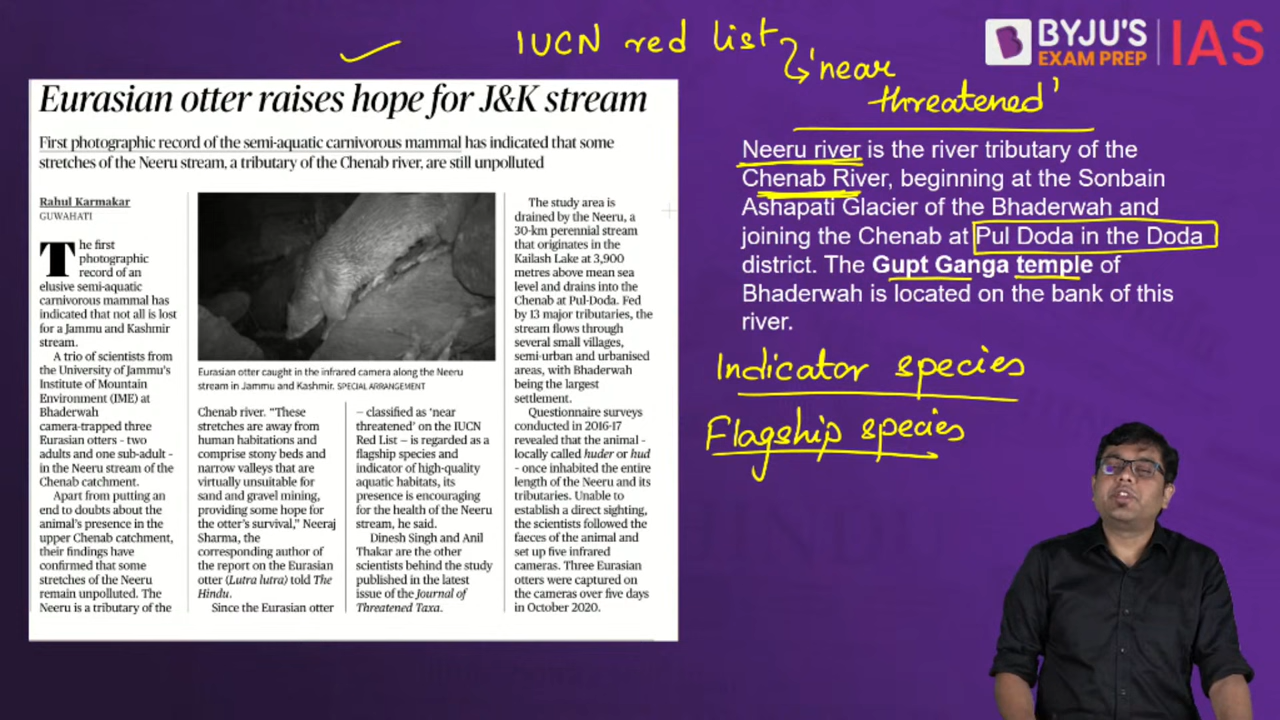 IUCN red list
'near
threatened'
BYJU'S
EXAM PREP
IAS
Eurasian otter raises hope for J&K stream
First photographic record of the semi-aquatic carnivorous mammal has indicated that some
stretches of the Neeru stream, a tributary of the Chenab river, are still unpolluted
Rahul Karmakar
GUWAHATI
The first
photographic
record of an
elusive semi-aquatic
carnivorous mammal has
indicated that not all is lost
for a Jammu and Kashmir
stream.
A trio of scientists from
the University of Jammu's
Institute of Mountain
Environment (IME) at
Bhaderwah
camera-trapped three
Eurasian otters - two
adults and one sub-adult -
in the Neeru stream of the
Chenab catchment.
Apart from putting an
end to doubts about the
animal's presence in the
upper Chenab catchment,
their findings have
confirmed that some
stretches of the Neeru
remain unpolluted. The
Neeru is a tributary of the
Eurasian otter caught in the infrared camera along the Neeru
stream in Jammu and Kashmir. SPECIAL ARRANGEMENT
Chenab river. "These
stretches are away from
human habitations and
comprise stony beds and
narrow valleys that are
virtually unsuitable for
sand and gravel mining,
providing some hope for
the otter's survival," Neeraj
Sharma, the
corresponding author of
the report on the Eurasian
otter (Lutra lutra) told The
Hindu.
Since the Eurasian otter
– classified as 'near
threatened' on the IUCN
Red List – is regarded as a
flagship species and
indicator of high-quality
aquatic habitats, its
presence is encouraging
for the health of the Neeru
stream, he said.
Dinesh Singh and Anil
Thakar are the other
scientists behind the study
published in the latest
issue of the Journal of
Threatened Taxa.
The study area is
drained by the Neeru, a
30-km perennial stream
that originates in the
Kailash Lake at 3,900
metres above mean sea
level and drains into the
Chenab at Pul-Doda. Fed
by 13 major tributaries, the
stream flows through
several small villages,
semi-urban and urbanised
areas, with Bhaderwah
being the largest
settlement.
Questionnaire surveys
conducted in 2016-17
revealed that the animal -
locally called huder or hud
- once inhabited the entire
length of the Neeru and its
tributaries. Unable to
establish a direct sighting,
the scientists followed the
faeces of the animal and
set up five infrared
cameras. Three Eurasian
otters were captured on
the cameras over five days
in October 2020.
Neeru river is the river tributary of the
Chenab River, beginning at the Sonbain
Ashapati Glacier of the Bhaderwah and
joining the Chenab at Pul Doda in the Doda
district. The Gupt Ganga temple of
Bhaderwah is located on the bank of this
river.
Indicator species
Flagship species